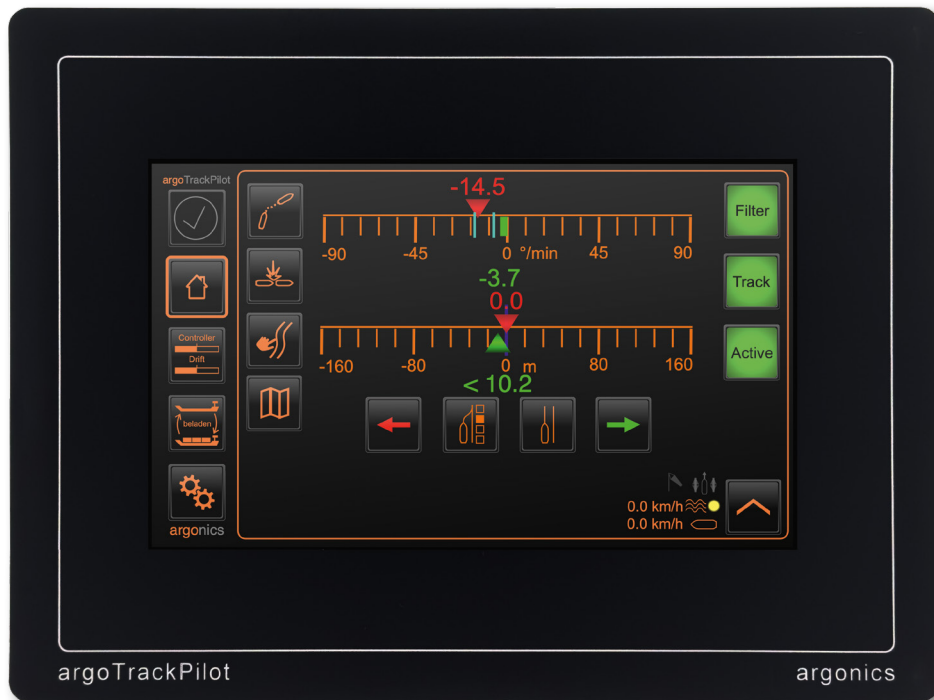 argoTrackPilot
Controller
Drift
beladen
argonics
-14.5
-90
-45
0 °/min
45
90
-3.7
0.0
-160
-80
0 m
80
160
< 10.2
Filter
Track
Active
0.0 km/h
0.0 km/h
argoTrackPilot
argonics